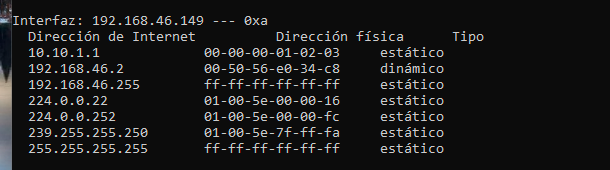 Interfaz: 192.168.46.149 --- 0xa
Dirección de Internet Dirección física Tipo
10.10.1.1 00-00-00-01-02-03 estático
192.168.46.2 00-50-56-e0-34-c8 dinámico
192.168.46.255 ff-ff-ff-ff-ff-ff estático
224.0.0.22 01-00-5e-00-00-16 estático
224.0.0.252 01-00-5e-00-00-fc estático
239.255.255.250 01-00-5e-7f-ff-fa estático
255.255.255.255 ff-ff-ff-ff-ff-ff estático